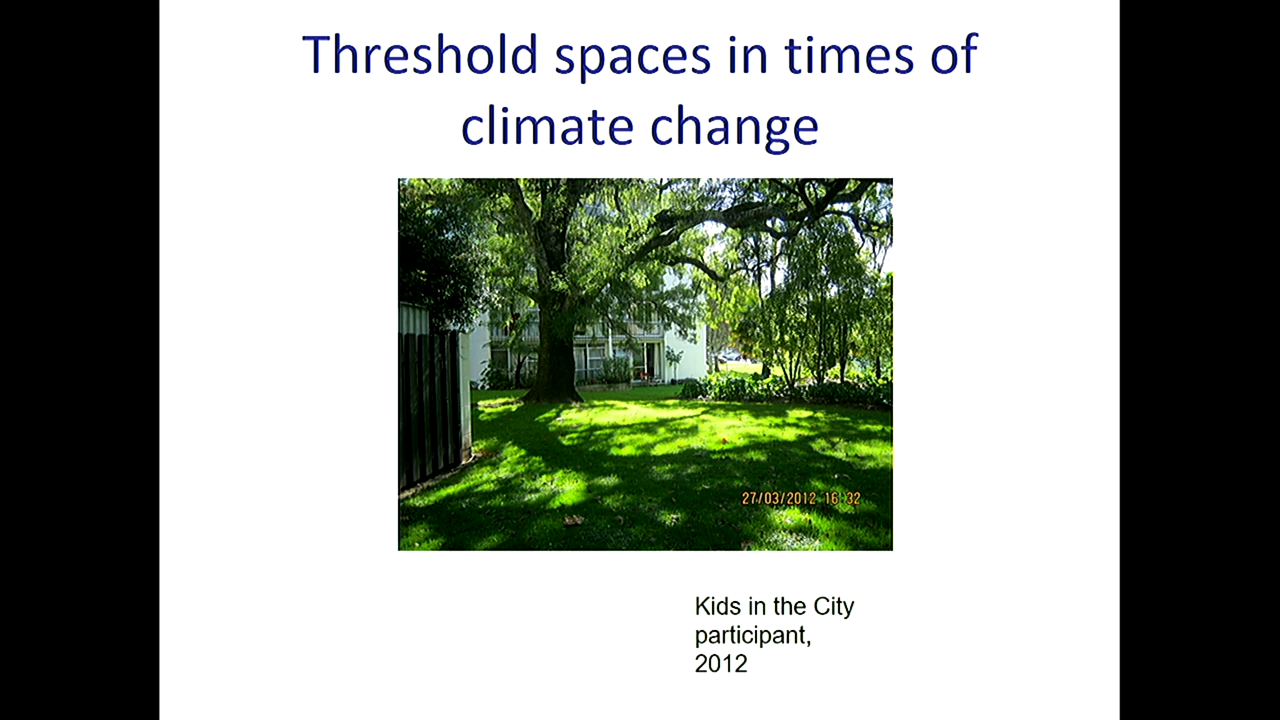 Threshold spaces in times of
climate change
27/03/2012 16:32
Kids in the City
participant,
2012